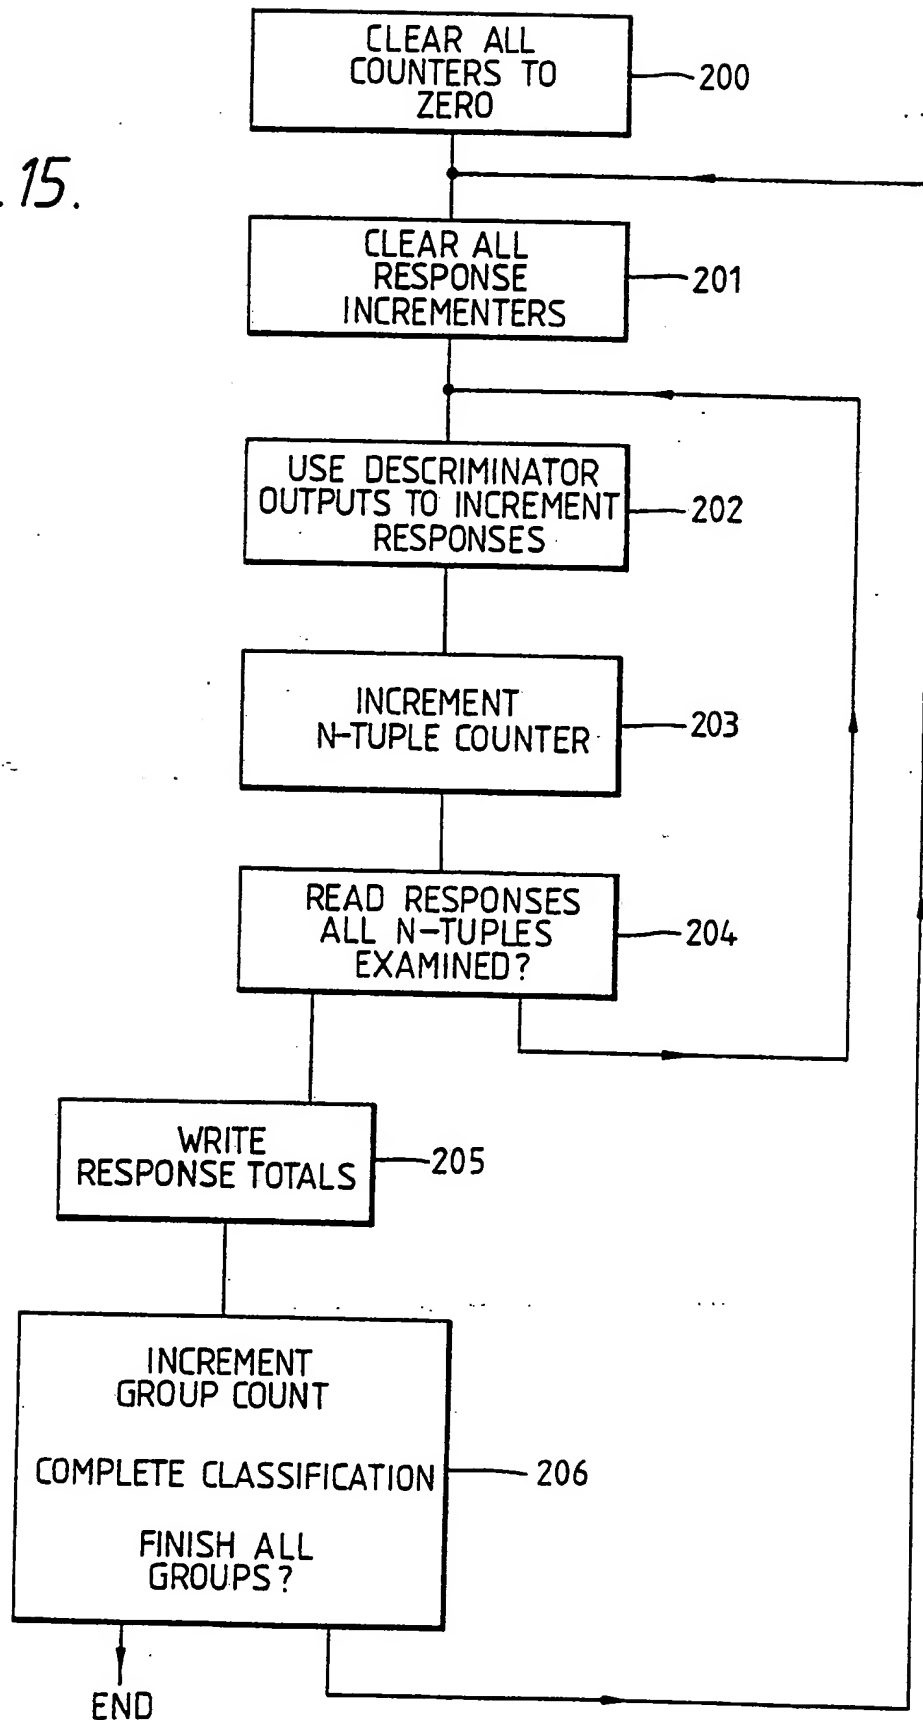 CLEAR ALL
COUNTERS TO
ZERO
200
.15.
CLEAR ALL
RESPONSE
INCREMENTERS
201
USE DESCRIMINATOR
OUTPUTS TO INCREMENT
RESPONSES
202
INCREMENT
N-TUPLE COUNTER
203
READ RESPONSES
ALL N-TUPLES
EXAMINED?
204
WRITE
RESPONSE TOTALS
205
INCREMENT
GROUP COUNT
COMPLETE CLASSIFICATION
FINISH ALL
GROUPS?
206
END